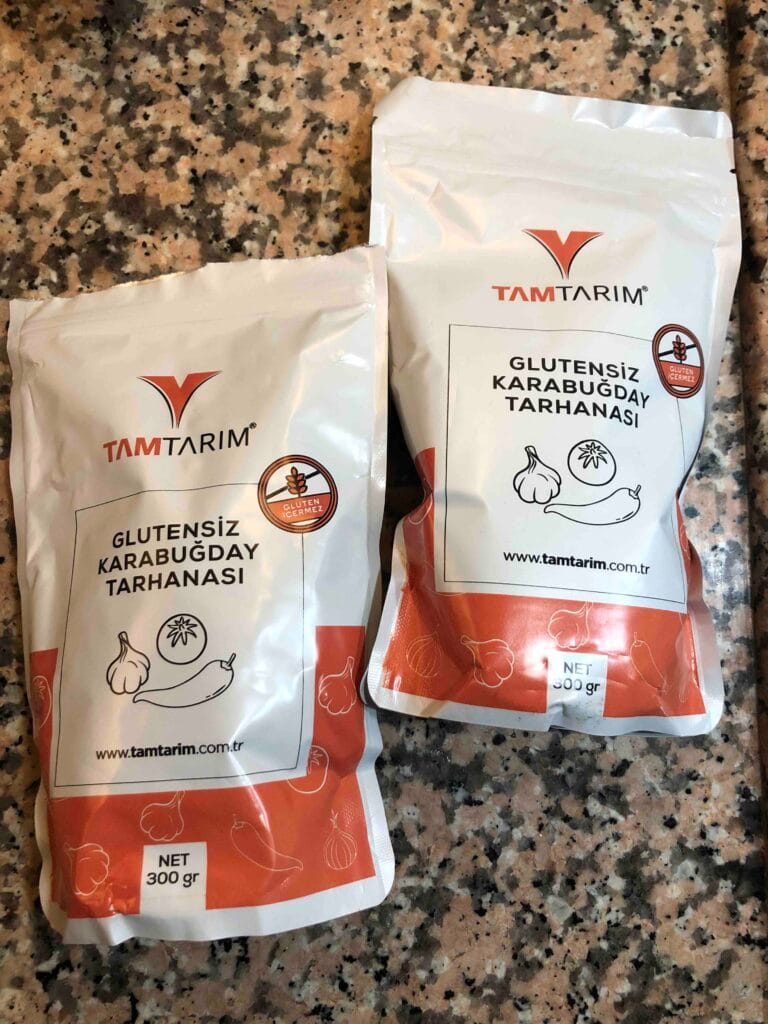 TAMTARIM®
GLUTEN
İÇERMEZ
GLUTENSİZ
KARABUĞDAY
TARHANASI
www.tamtarim.com.tr
NET
300 gr
TAMTARIM®
GLUTEN
İÇERMEZ
GLUTENSİZ
KARABUĞDAY
TARHANASI
www.tamtarim.com.tr
NET
300 gr